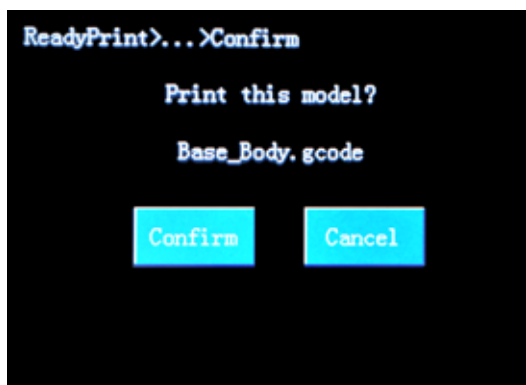 ReadyPrint>...>Confirm
Print this model?
Base_Body.gcode
Confirm
Cancel